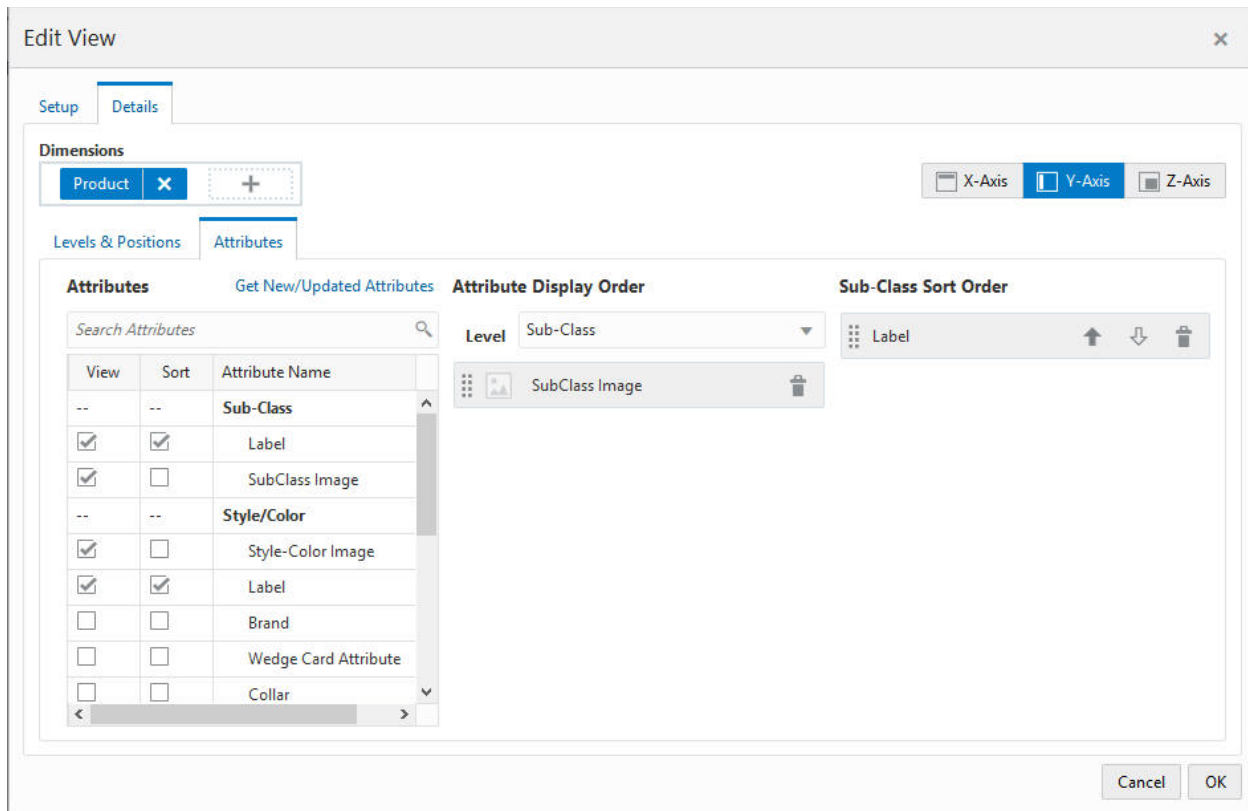 Edit View
Setup Details
Dimensions
Product
X-Axis Y-Axis Z-Axis
Levels & Positions Attributes
Attributes Get New/Updated Attributes Attribute Display Order Sub-Class Sort Order
Search Attributes Level Sub-Class Label
View Sort Attribute Name SubClass Image
-- -- Sub-Class
Label
SubClass Image
-- -- Style/Color
Style-Color Image
Label
Brand
Wedge Card Attribute
Collar
Cancel OK